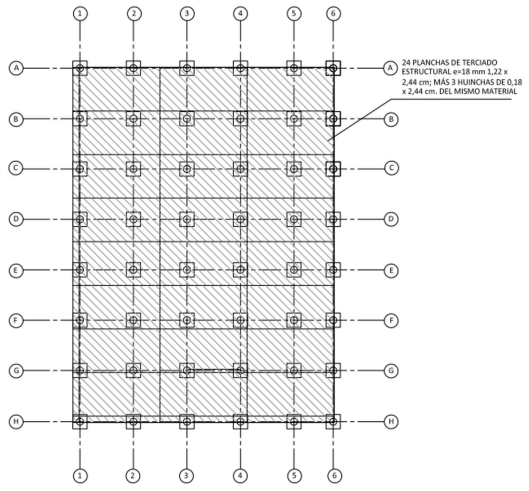 1 2 3 4 5 6
A A
24 PLANCHAS DE TERCIADO
ESTRUCTURAL e=18 mm 1,22 x
2,44 cm; MÁS 3 HUINCHAS DE 0,18
x 2,44 cm. DEL MISMO MATERIAL
B B
C C
D D
E E
F F
G G
H H
1 2 3 4 5 6